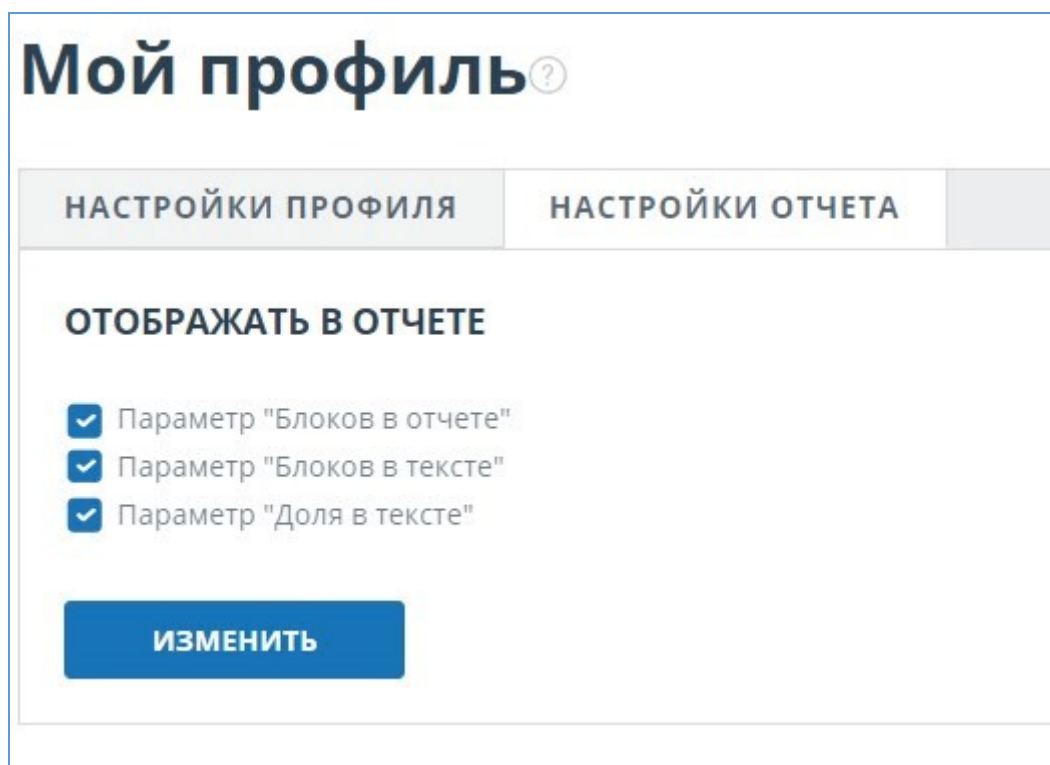 Мой профиль ?
НАСТРОЙКИ ПРОФИЛЯ НАСТРОЙКИ ОТЧЕТА
ОТОБРАЖАТЬ В ОТЧЕТЕ
Параметр "Блоков в отчете"
Параметр "Блоков в тексте"
Параметр "Доля в тексте"
ИЗМЕНИТЬ